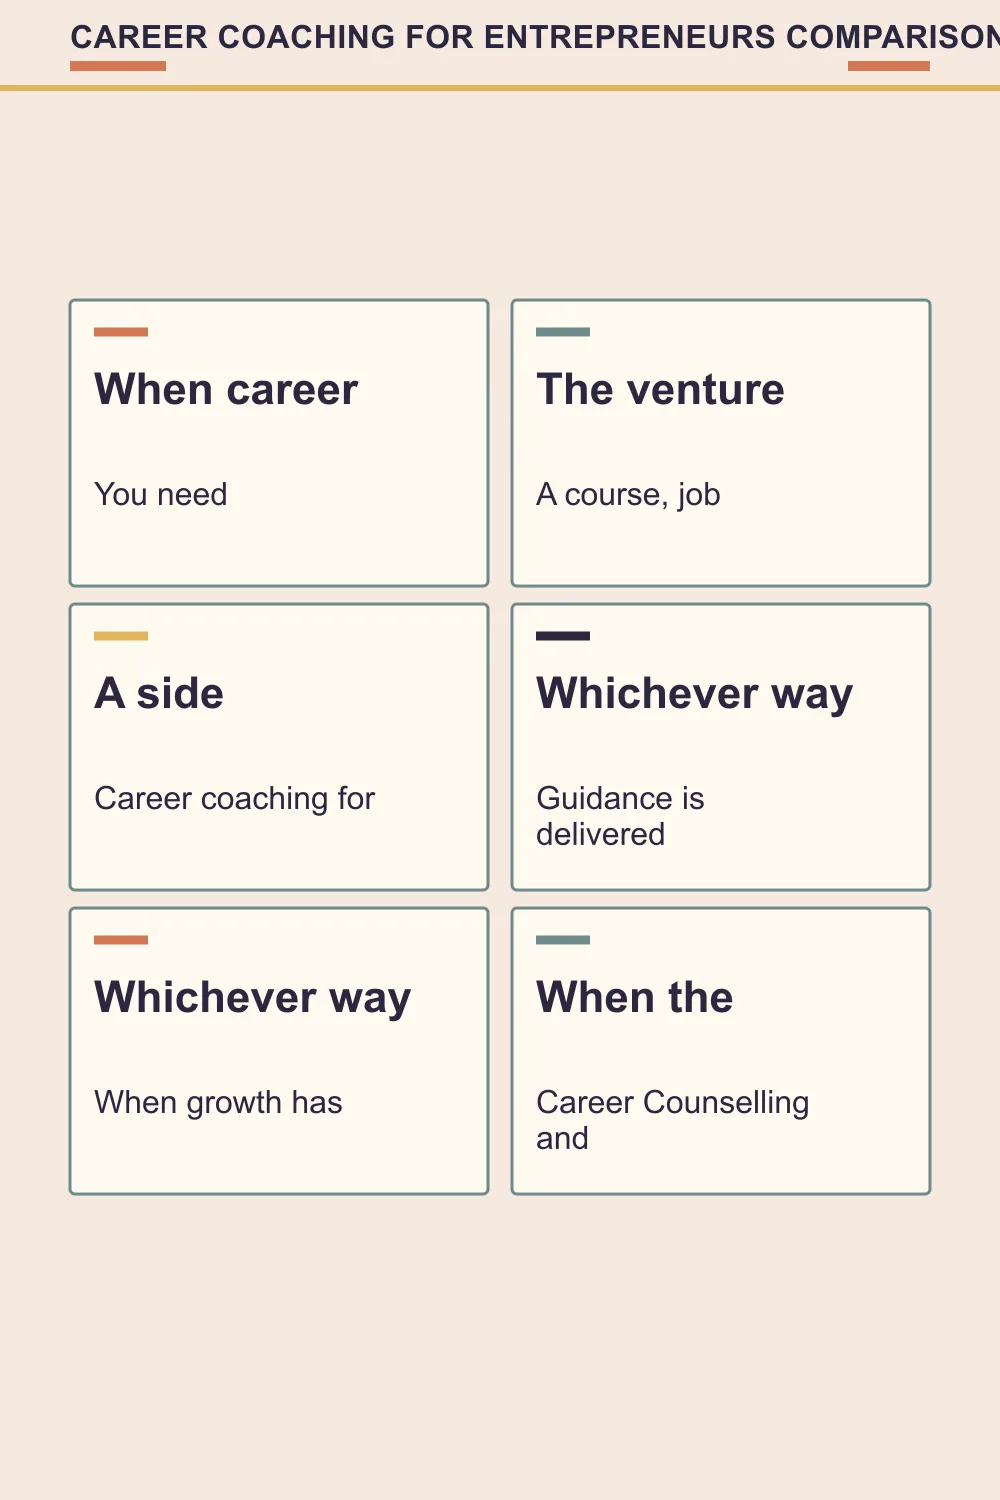 CAREER COACHING FOR ENTREPRENEURS COMPARISON
When career
You need
The venture
A course, job
A side
Career coaching for
Whichever way
Guidance is
delivered
Whichever way
When growth has
When the
Career Counselling
and